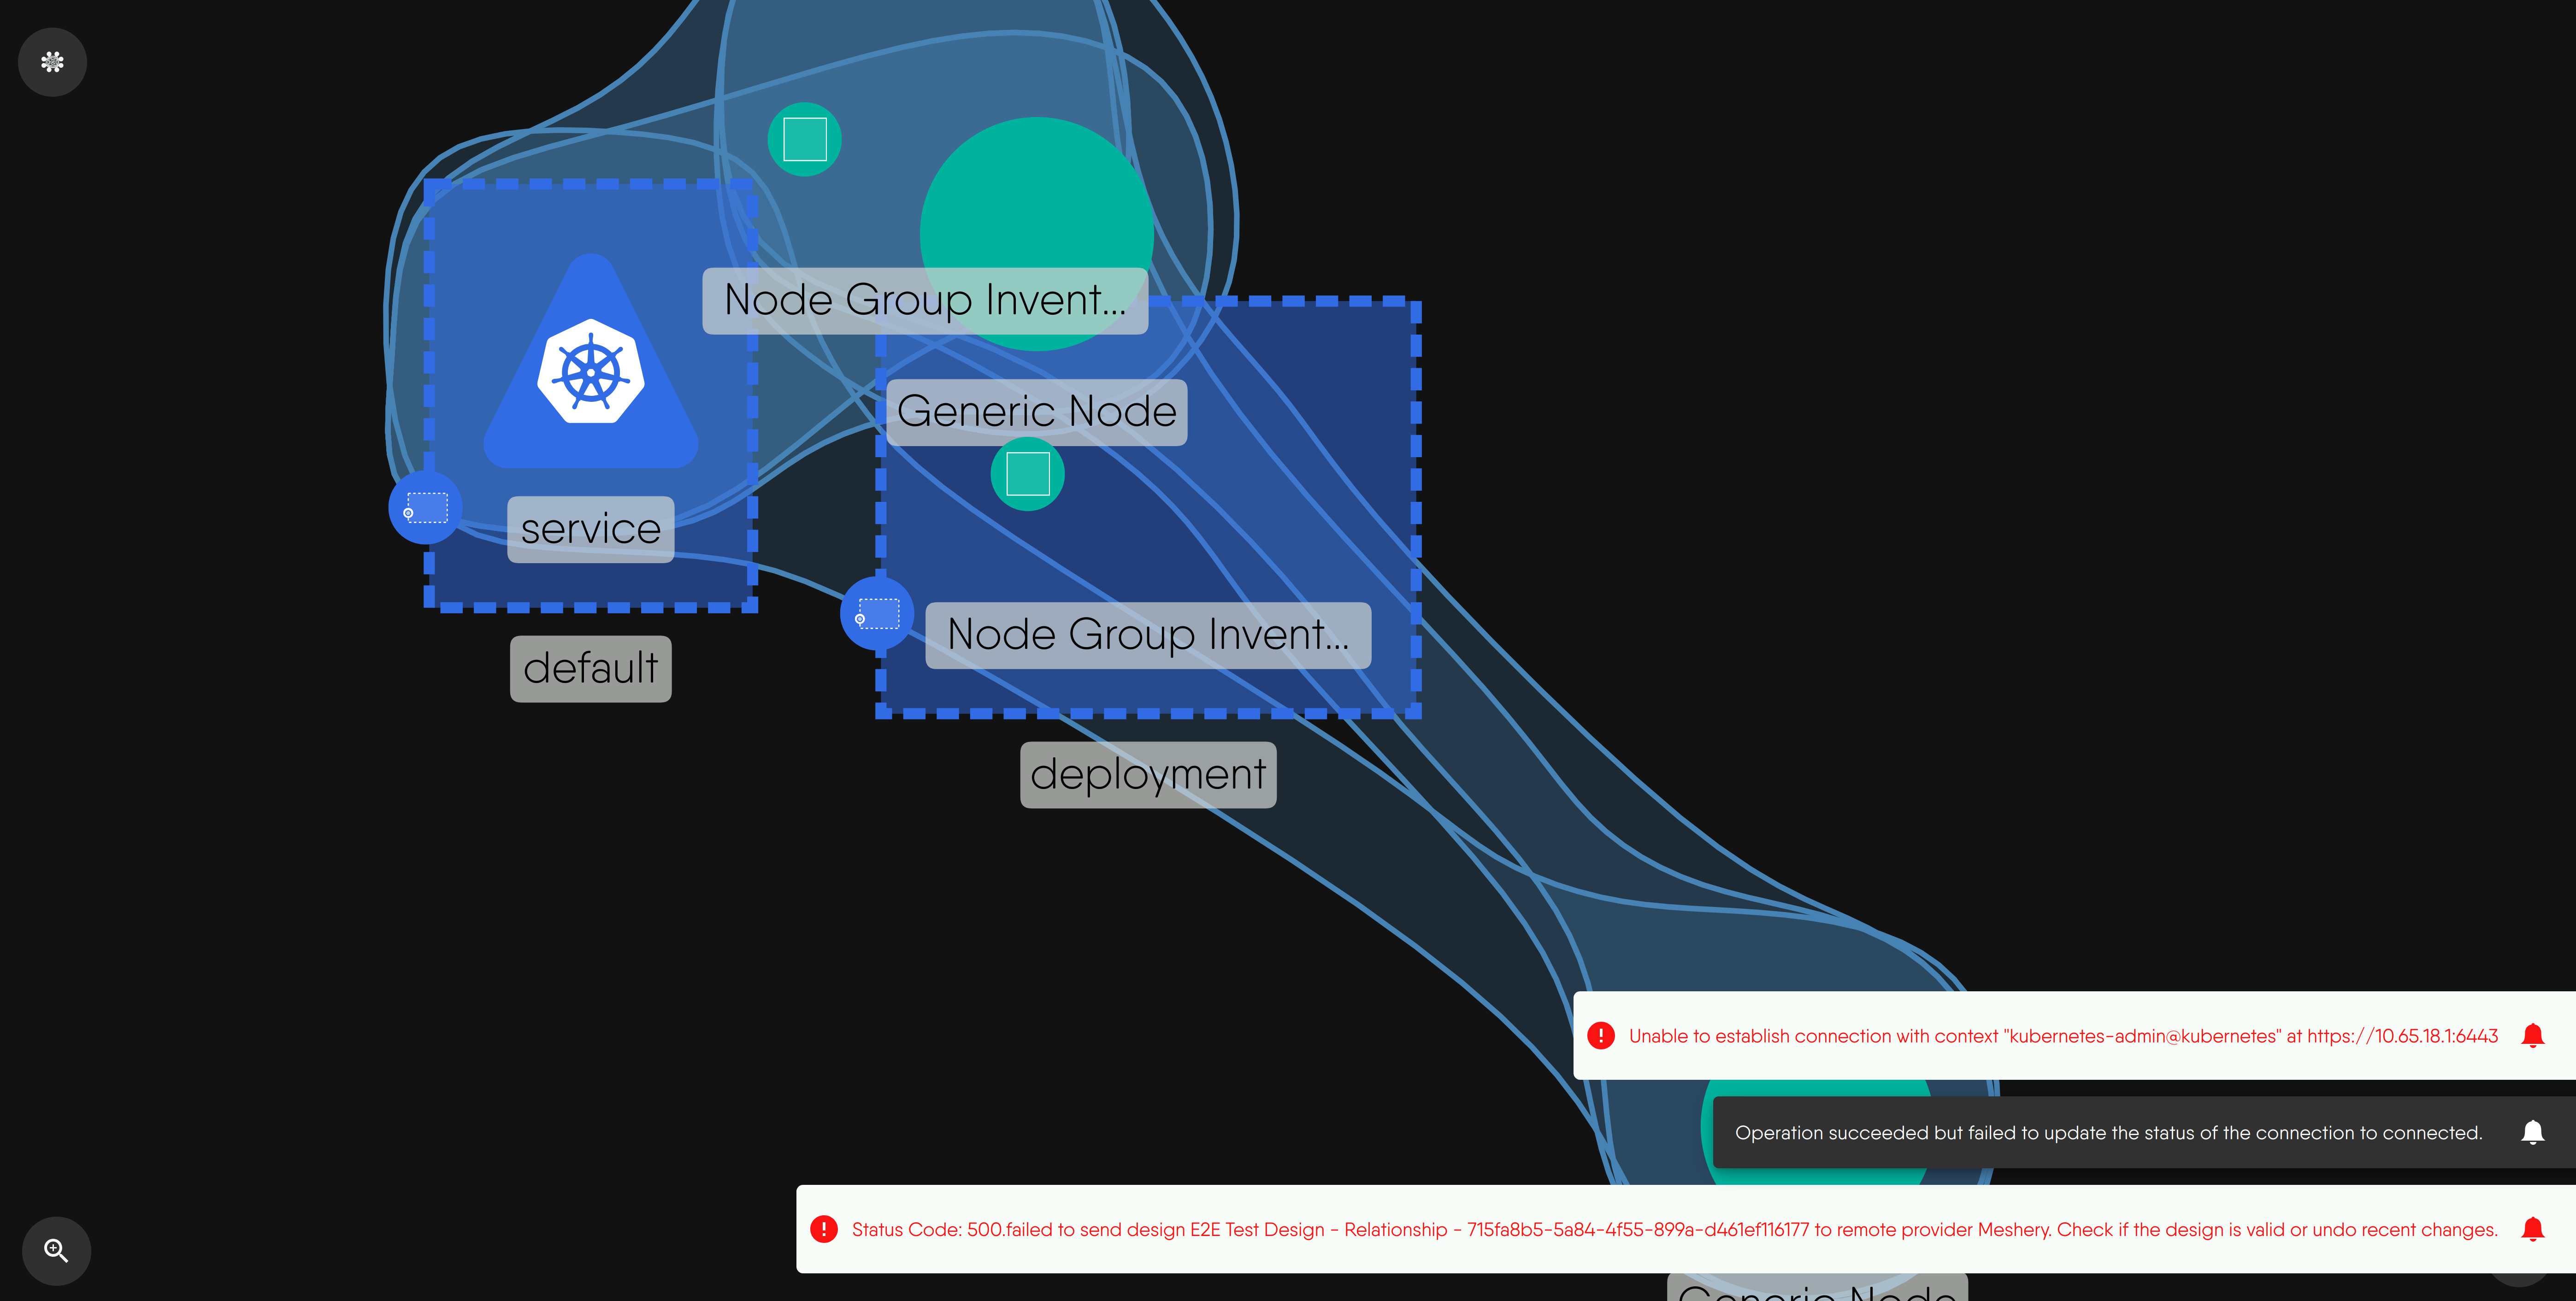 Node Group Invent...
Generic Node
service
Node Group Invent...
default
deployment
Unable to establish connection with context "kubernetes-admin@kubernetes" at https://10.65.18.1:6443
Operation succeeded but failed to update the status of the connection to connected.
Status Code: 500.failed to send design E2E Test Design - Relationship - 715fa8b5-5a84-4f55-899a-d461ef116177 to remote provider Meshery. Check if the design is valid or undo recent changes.
Generic Node